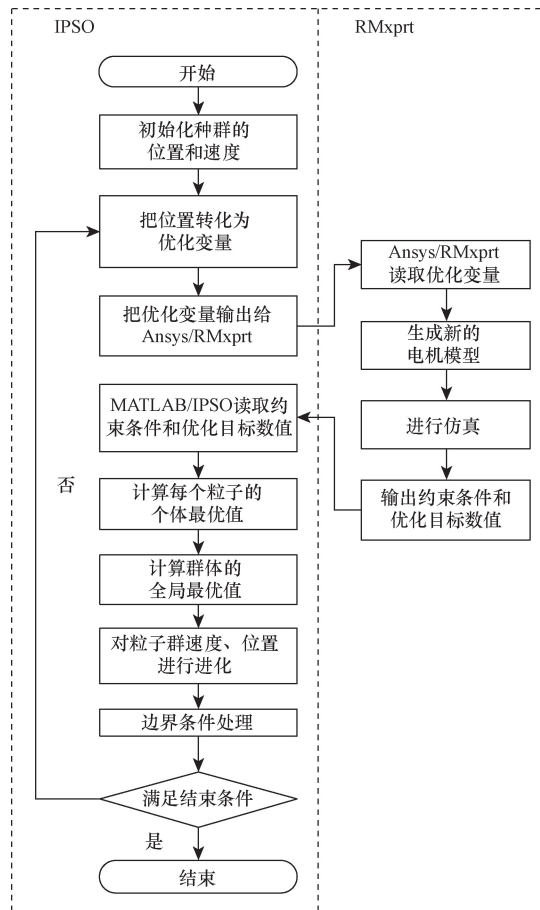 IPSO
开始
初始化种群的
位置和速度
把位置转化为
优化变量
把优化变量输出给
Ansys/RMxprt
MATLAB/IPSO读取约
束条件和优化目标数值
计算每个粒子的
个体最优值
计算群体的
全局最优值
对粒子群速度、位置
进行进化
边界条件处理
满足结束条件
否
是
结束
RMxprt
Ansys/RMxprt
读取优化变量
生成新的
电机模型
进行仿真
输出约束条件和
优化目标数值